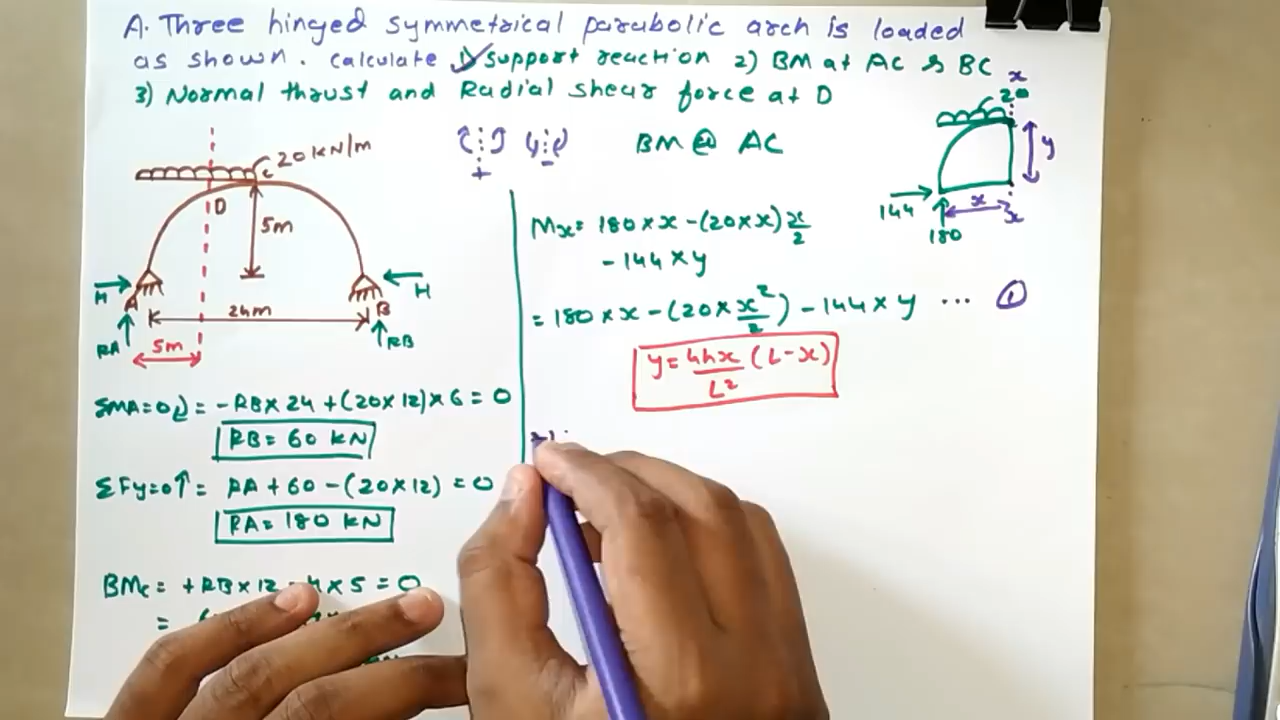 A. Three hinged symmetrical parabolic arch is loaded
as shown. Calculate 1) support reaction 2) BM at AC & BC
3) Normal thrust and Radial shear force at D
20 kN/m
C
D
5m
H
H
A
B
24m
RA
RB
5m
ΣMA=0↓ = -RB×24 + (20×12)×6 = 0
RB = 60 kN
ΣFy=0↑ = RA + 60 - (20×12) = 0
RA = 180 kN
BMc = + RB×12 - H×5 = 0
=
+
-
BM @ AC
x
20
y
144
x
x
180
Mx = 180×x - (20×x) x/2
- 144×y
= 180×x - (20× x²/2) - 144×y ... ①
y = 4hx/L² (L-x)